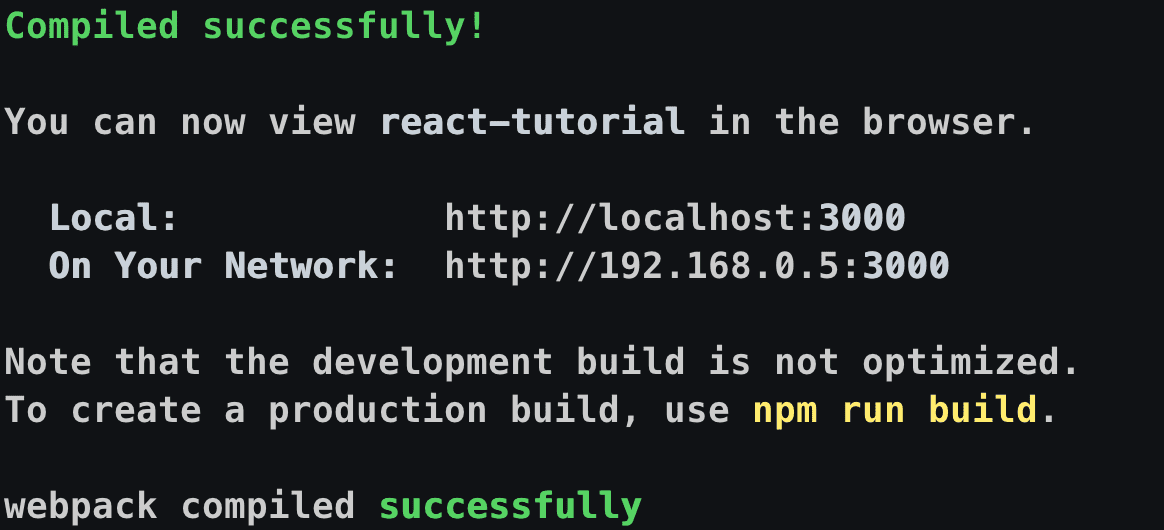 Compiled successfully!
You can now view react-tutorial in the browser.
Local: http://localhost:3000
On Your Network: http://192.168.0.5:3000
Note that the development build is not optimized.
To create a production build, use npm run build.
webpack compiled successfully